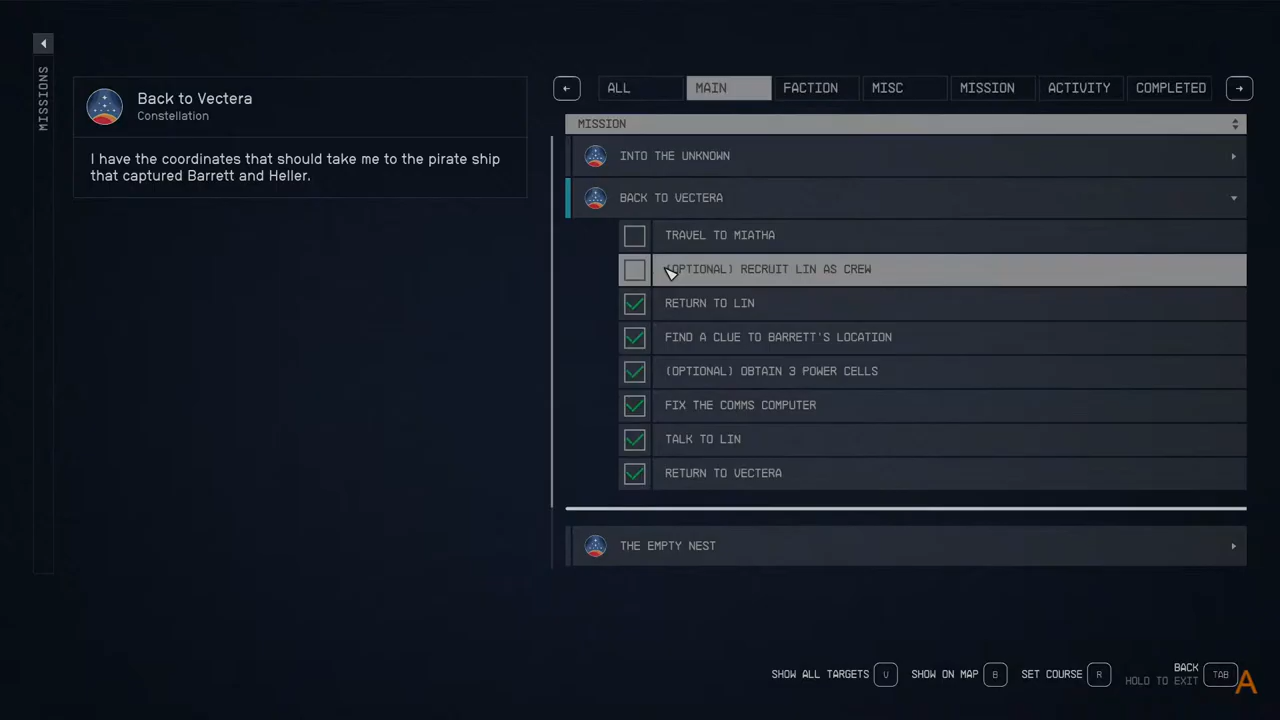 MISSIONS
Back to Vectera
Constellation
I have the coordinates that should take me to the pirate ship
that captured Barrett and Heller.
ALL
MAIN
FACTION
MISC
MISSION
ACTIVITY
COMPLETED
MISSION
INTO THE UNKNOWN
BACK TO VECTERA
TRAVEL TO MIATHA
(OPTIONAL) RECRUIT LIN AS CREW
RETURN TO LIN
FIND A CLUE TO BARRETT'S LOCATION
(OPTIONAL) OBTAIN 3 POWER CELLS
FIX THE COMMS COMPUTER
TALK TO LIN
RETURN TO VECTERA
THE EMPTY NEST
SHOW ALL TARGETS U
SHOW ON MAP B
SET COURSE R
BACK TAB
HOLD TO EXIT
A